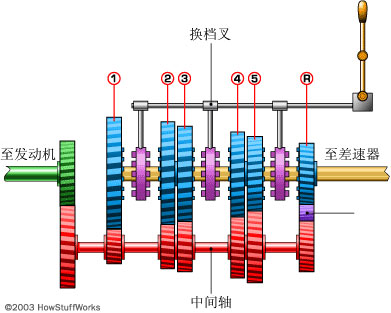 换档叉
① ② ③ ④ ⑤ Ⓡ
至发动机
至差速器
中间轴
©2003 HowStuffWorks